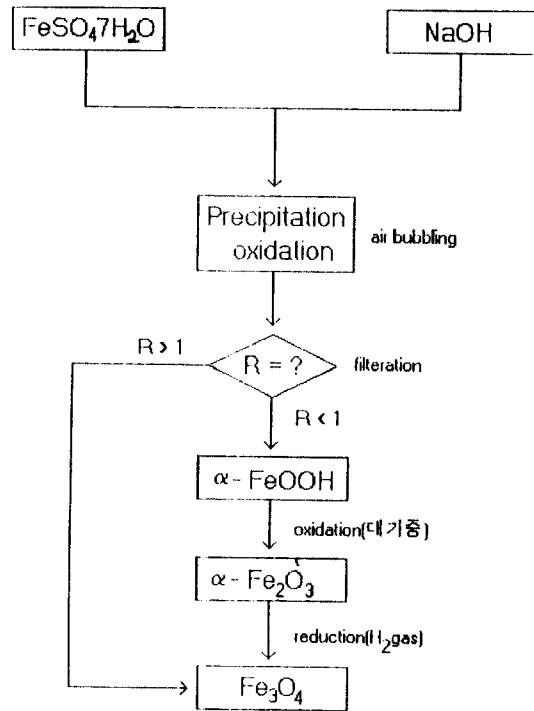 FeSO₄7H₂O
NaOH
Precipitation
oxidation
air bubbling
R > 1
R = ?
filteration
R < 1
α - FeOOH
oxidation(대기중)
α - Fe₂O₃
reduction(H₂gas)
Fe₃O₄